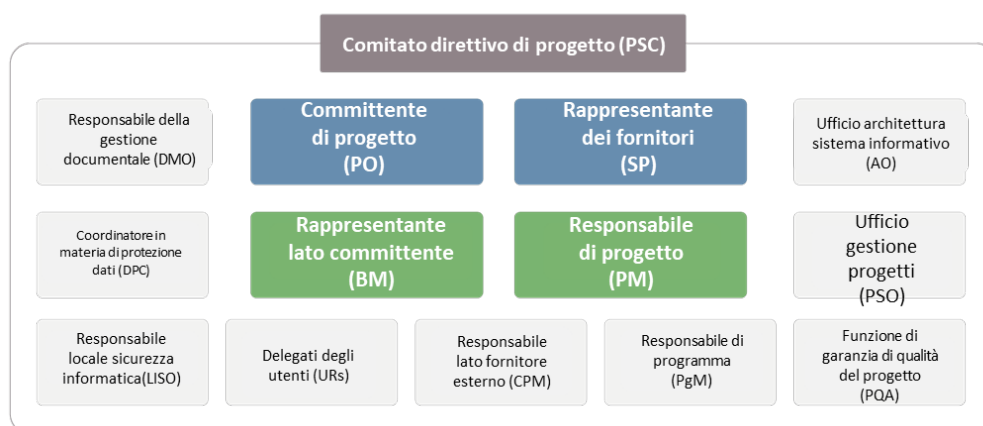 Comitato direttivo di progetto (PSC)
Responsabile della
gestione
documentale (DMO)
Committente
di progetto
(PO)
Rappresentante
dei fornitori
(SP)
Ufficio architettura
sistema informativo
(AO)
Coordinatore in
materia di protezione
dati (DPC)
Rappresentante
lato committente
(BM)
Responsabile
di progetto
(PM)
Ufficio
gestione
progetti
(PSO)
Responsabile
locale sicurezza
informatica(LISO)
Delegati degli
utenti (URs)
Responsabile
lato fornitore
esterno (CPM)
Responsabile di
programma
(PgM)
Funzione di
garanzia di qualità
del progetto
(PQA)